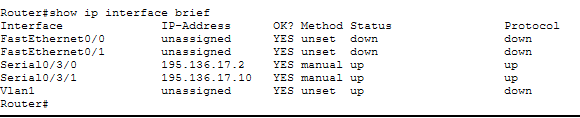 Router#show ip interface brief
Interface IP-Address OK? Method Status Protocol
FastEthernet0/0 unassigned YES unset down down
FastEthernet0/1 unassigned YES unset down down
Serial0/3/0 195.136.17.2 YES manual up up
Serial0/3/1 195.136.17.10 YES manual up up
Vlan1 unassigned YES unset up down
Router#